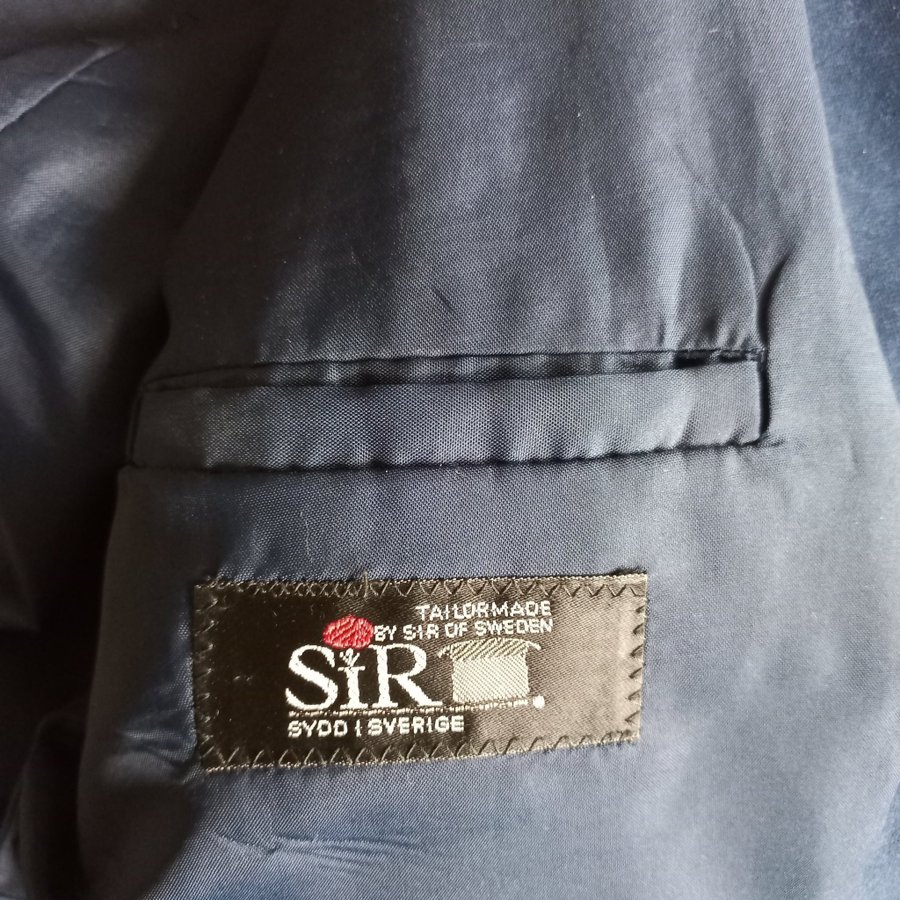 TAILORMADE
BY SIR OF SWEDEN
SiR
SYDD I SVERIGE